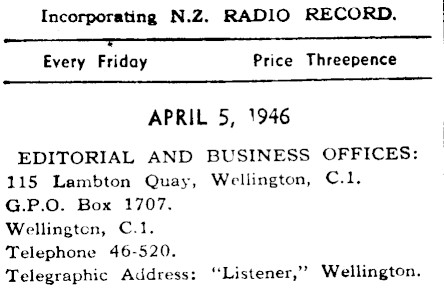 Incorporating N.Z. RADIO RECORD.
Every Friday Price Threepence
APRIL 5, 1946
EDITORIAL AND BUSINESS OFFICES:
115 Lambton Quay, Wellington, C.1.
G.P.O. Box 1707.
Wellington, C.1.
Telephone 46-520.
Telegraphic Address: "Listener," Wellington.